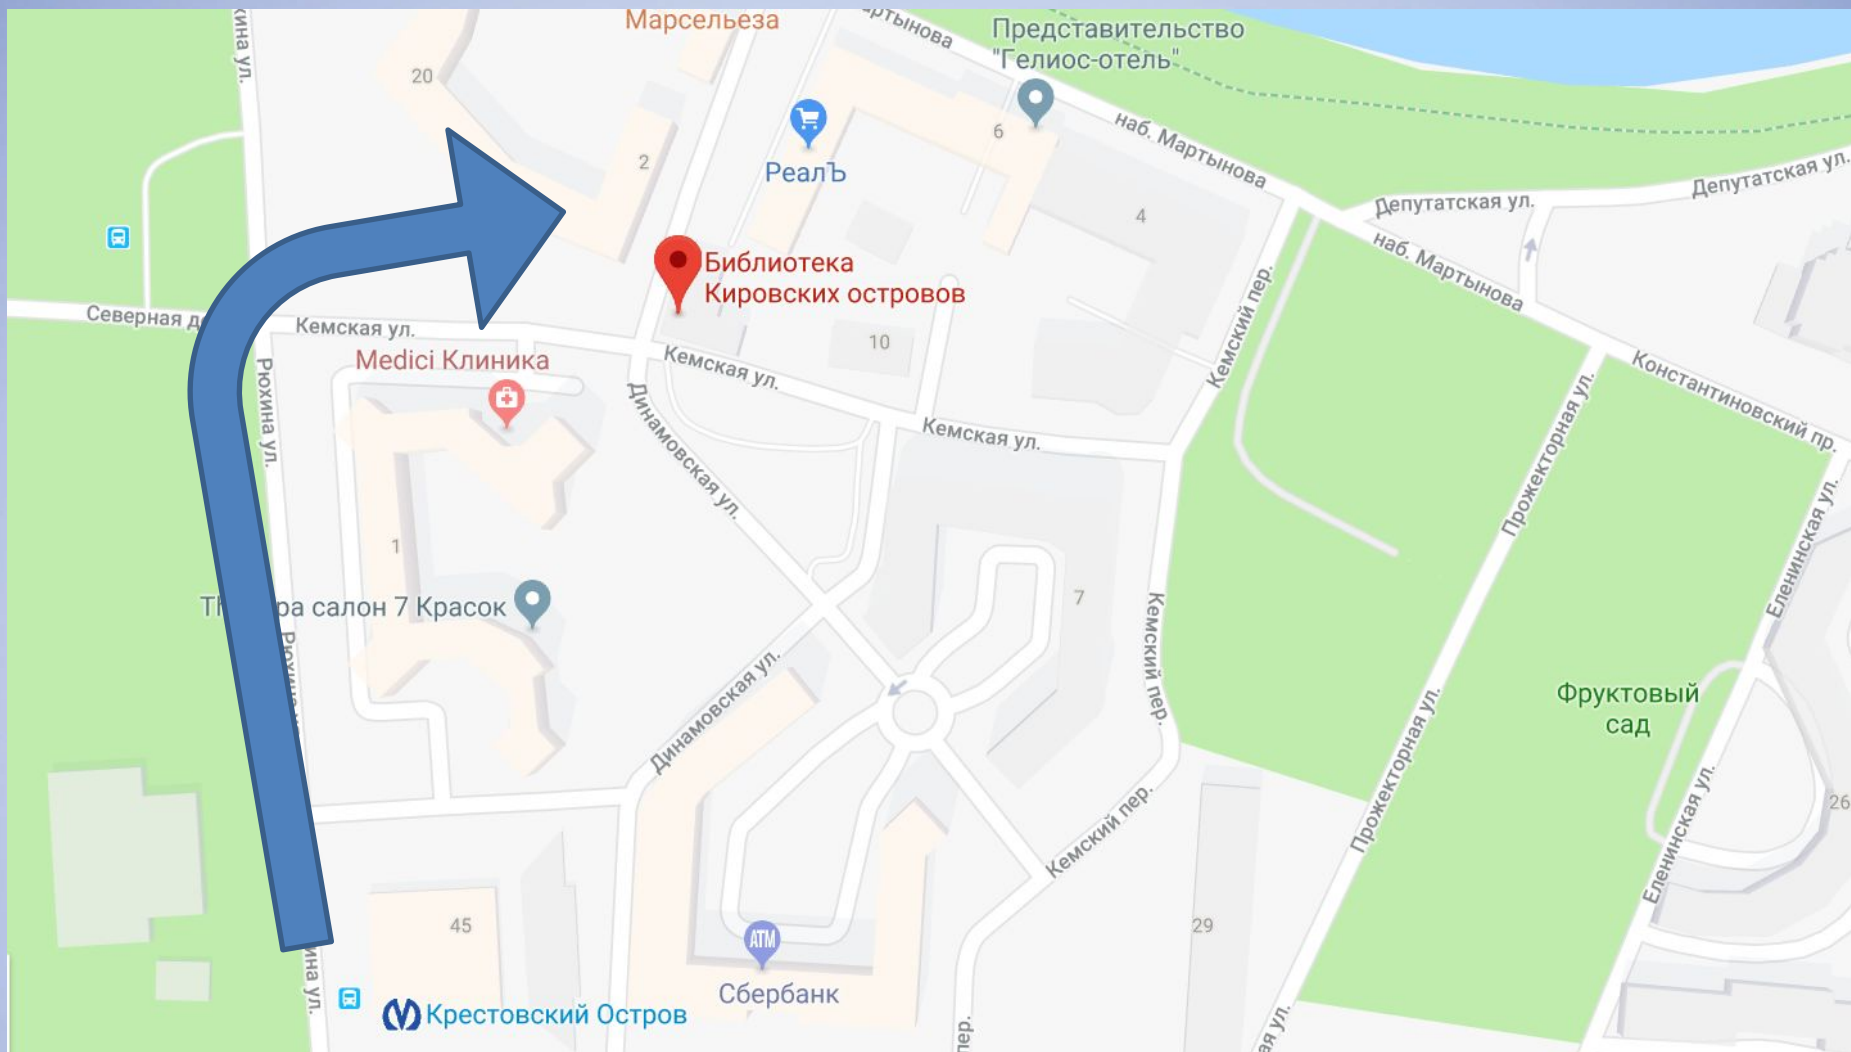 Марсельеза
Представительство
"Гелиос-отель"
20
2
6
РеалЪ
наб. Мартынова
4
Депутатская ул.
Депутатская ул.
наб. Мартынова
Библиотека
Кировских островов
Северная
Кемская ул.
Medici Клиника
Рюхина ул.
Кемская ул.
10
Кемский пер.
Кемская ул.
Динамовская ул.
Константиновский пр.
Прожекторная ул.
Еленинская ул.
1
7
салон 7 Красок
Кемский пер.
Динамовская ул.
Фруктовый
сад
Прожекторная ул.
Еленинская ул.
26
Кемский пер.
45
29
ATM
Сбербанк
Крестовский Остров